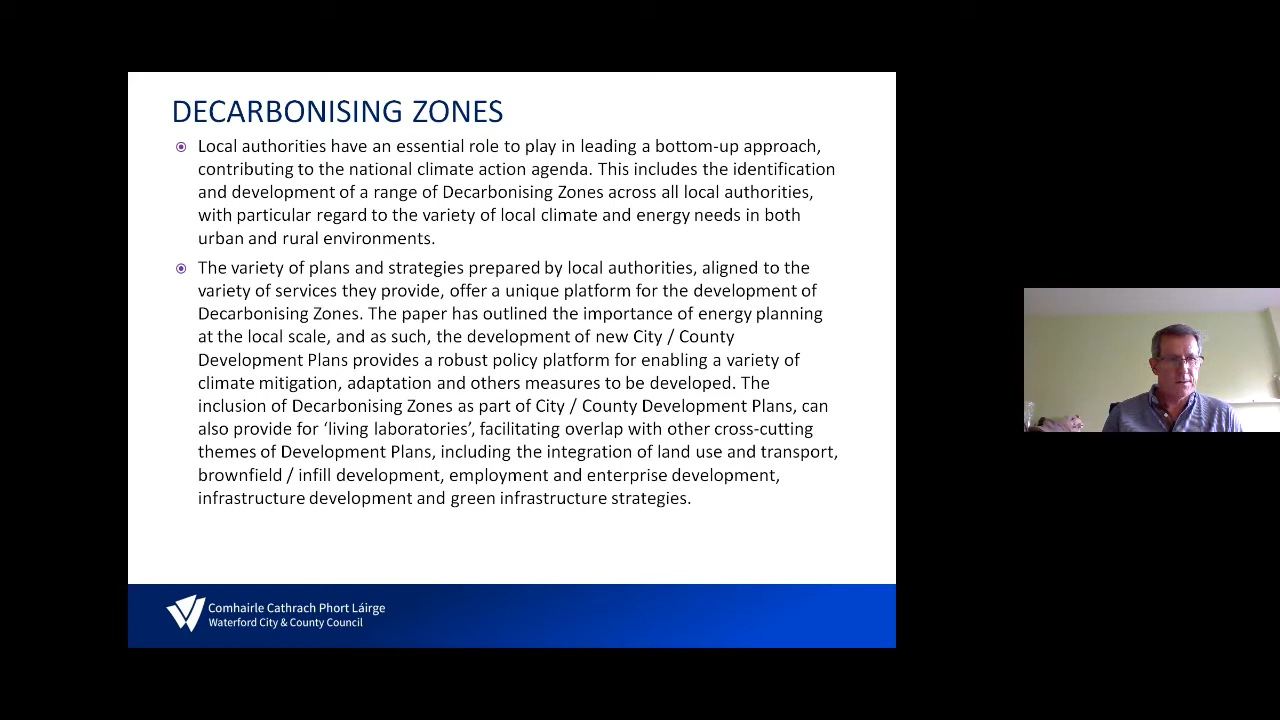 DECARBONISING ZONES
Local authorities have an essential role to play in leading a bottom-up approach,
contributing to the national climate action agenda. This includes the identification
and development of a range of Decarbonising Zones across all local authorities,
with particular regard to the variety of local climate and energy needs in both
urban and rural environments.
The variety of plans and strategies prepared by local authorities, aligned to the
variety of services they provide, offer a unique platform for the development of
Decarbonising Zones. The paper has outlined the importance of energy planning
at the local scale, and as such, the development of new City / County
Development Plans provides a robust policy platform for enabling a variety of
climate mitigation, adaptation and others measures to be developed. The
inclusion of Decarbonising Zones as part of City / County Development Plans, can
also provide for ‘living laboratories’, facilitating overlap with other cross-cutting
themes of Development Plans, including the integration of land use and transport,
brownfield / infill development, employment and enterprise development,
infrastructure development and green infrastructure strategies.
Comhairle Cathrach Phort Láirge
Waterford City & County Council